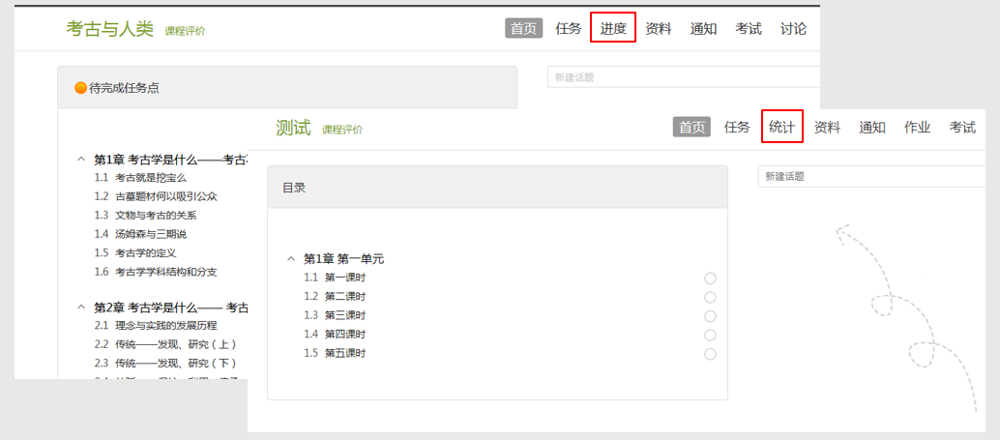 考古与人类 课程评价 首页 任务 进度 资料 通知 考试 讨论
待完成任务点
新建话题
第1章 考古学是什么——考古
1.1 考古就是挖宝么
1.2 古墓题材何以吸引公众
1.3 文物与考古的关系
1.4 汤姆森与三期说
1.5 考古学的定义
1.6 考古学学科结构和分支
第2章 考古学是什么—— 考古
2.1 理念与实践的发展历程
2.2 传统——发现、研究（上）
2.3 传统——发现、研究（下）
测试 课程评价 首页 任务 统计 资料 通知 作业 考试
目录
新建话题
第1章 第一单元
1.1 第一课时
1.2 第二课时
1.3 第三课时
1.4 第四课时
1.5 第五课时